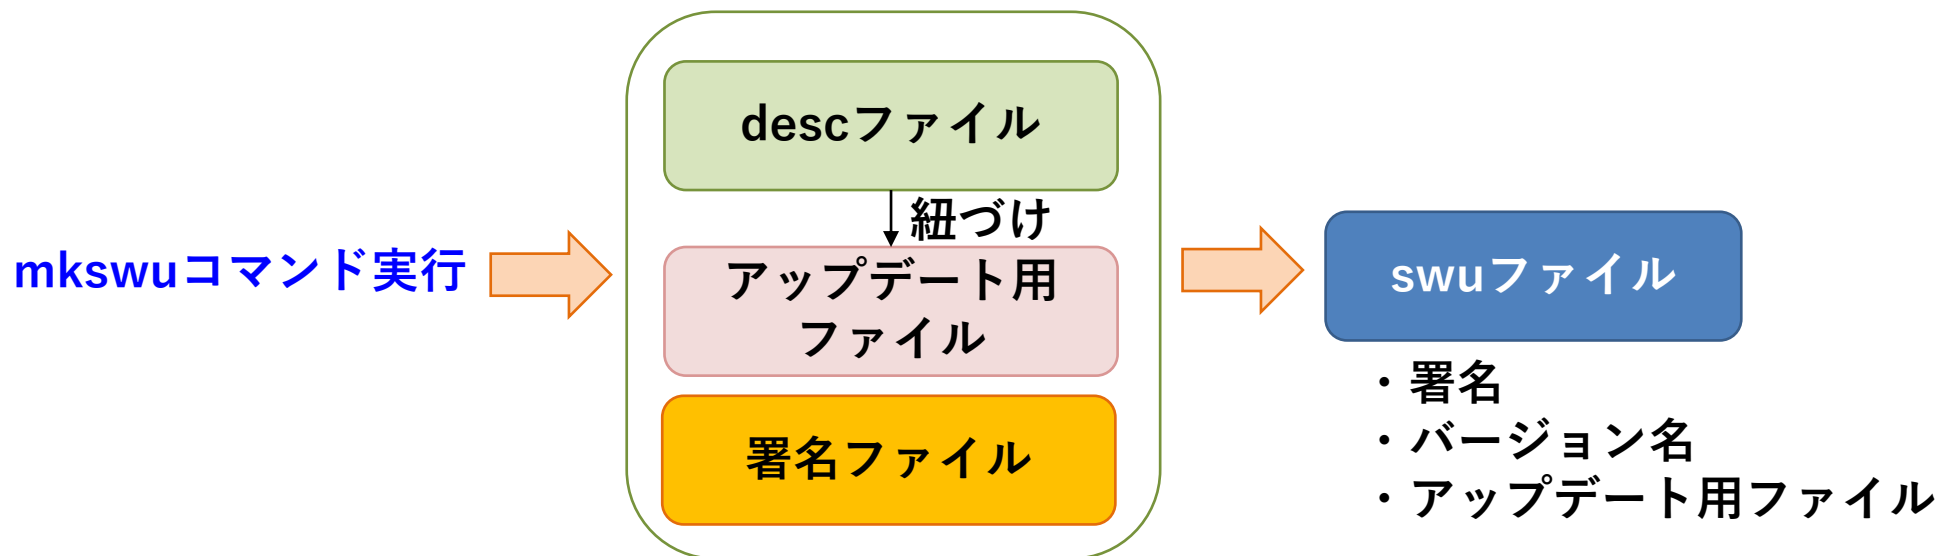 mkswuコマンド実行
descファイル
紐づけ
アップデート用
ファイル
署名ファイル
swuファイル
・署名
・バージョン名
・アップデート用ファイル